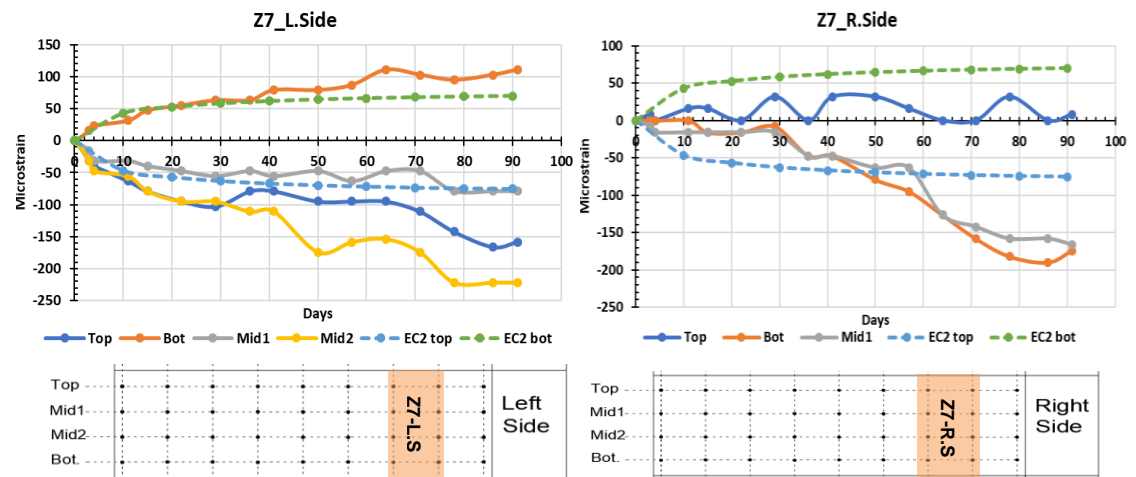 Z7_L.Side
150
100
50
0
-50
-100
-150
-200
-250
0 10 20 30 40 50 60 70 80 90 100
Microstrain
Days
Top Bot Mid1 Mid2 EC2 top EC2 bot
Top
Mid1
Mid2
Bot.
Z7-L.S
Left
Side
Z7_R.Side
100
50
0
-50
-100
-150
-200
-250
0 10 20 30 40 50 60 70 80 90 100
Microstrain
Days
Top Bot Mid1 EC2 top EC2 bot
Top
Mid1
Mid2
Bot.
Z7-R.S
Right
Side